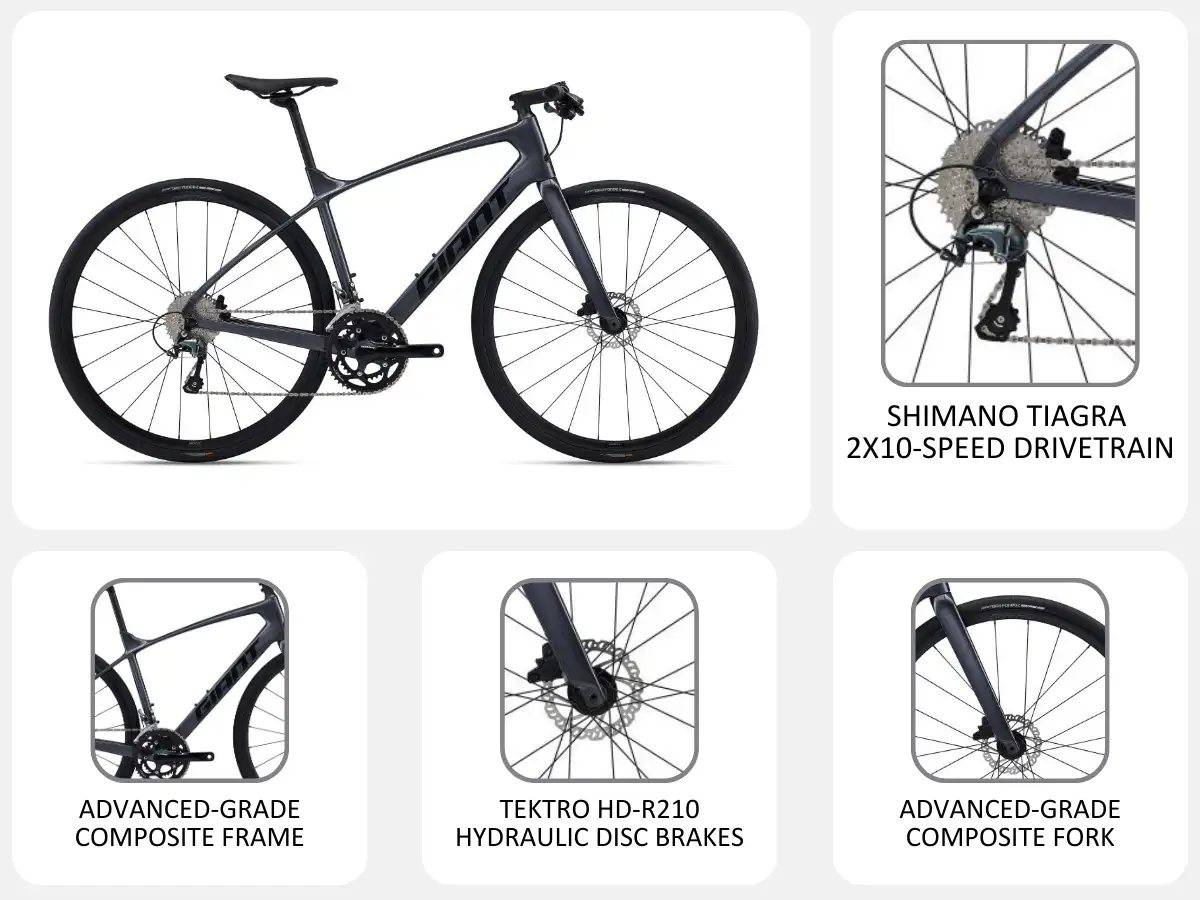 GIANT
SHIMANO TIAGRA
2X10-SPEED DRIVETRAIN
GIANT
ADVANCED-GRADE
COMPOSITE FRAME
TEKTRO HD-R210
HYDRAULIC DISC BRAKES
ADVANCED-GRADE
COMPOSITE FORK